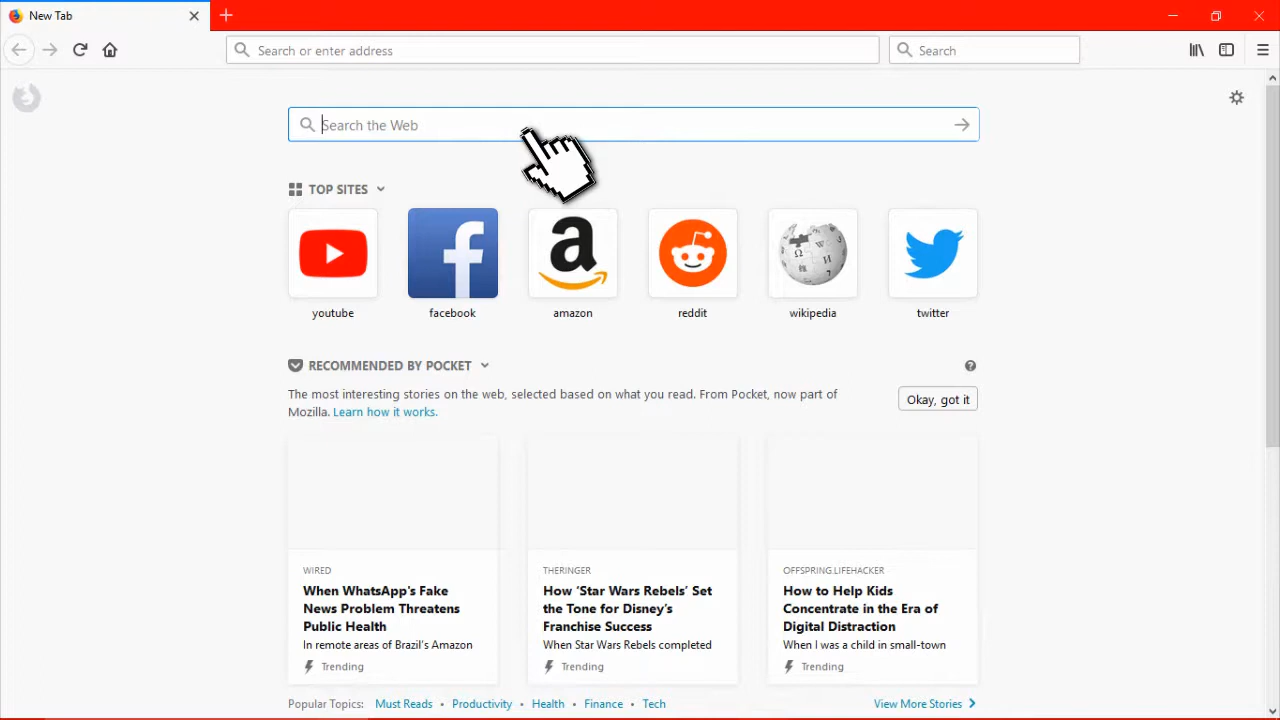 New Tab
Search or enter address
Search
Search the Web
TOP SITES
a
youtube
facebook
amazon
reddit
wikipedia
twitter
RECOMMENDED BY POCKET
The most interesting stories on the web, selected based on what you read. From Pocket, now part of
Mozilla. Learn how it works.
Okay, got it
WIRED
When WhatsApp's Fake
News Problem Threatens
Public Health
In remote areas of Brazil's Amazon
Trending
THERINGER
How ‘Star Wars Rebels’ Set
the Tone for Disney’s
Franchise Success
When Star Wars Rebels completed
Trending
OFFSPRING.LIFEHACKER
How to Help Kids
Concentrate in the Era of
Digital Distraction
When I was a child in small-town
Trending
Popular Topics: Must Reads • Productivity • Health • Finance • Tech
View More Stories